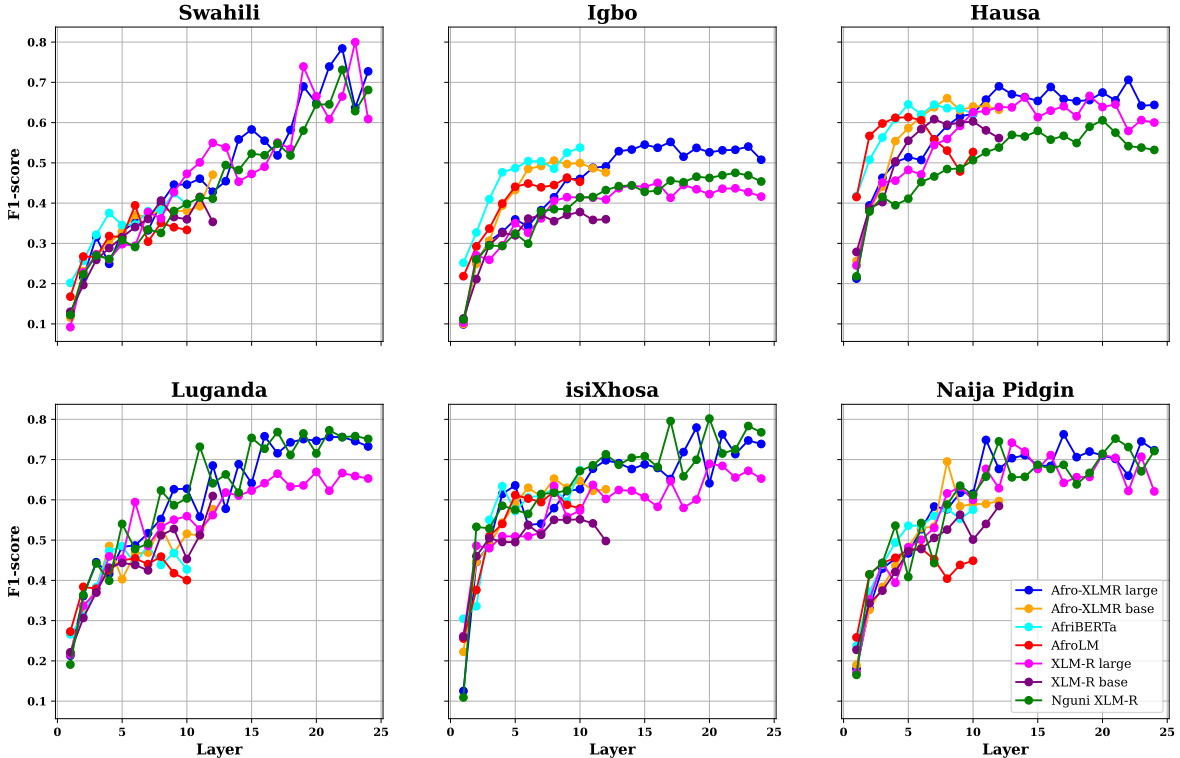 Swahili
Igbo
Hausa
F1-score
0.8
0.7
0.6
0.5
0.4
0.3
0.2
0.1
Luganda
isiXhosa
Naija Pidgin
F1-score
0.8
0.7
0.6
0.5
0.4
0.3
0.2
0.1
0 5 10 15 20 25
0 5 10 15 20 25
0 5 10 15 20 25
Layer
Layer
Layer
Afro-XLMR large
Afro-XLMR base
AfriBERTa
AfroLM
XLM-R large
XLM-R base
Nguni XLM-R